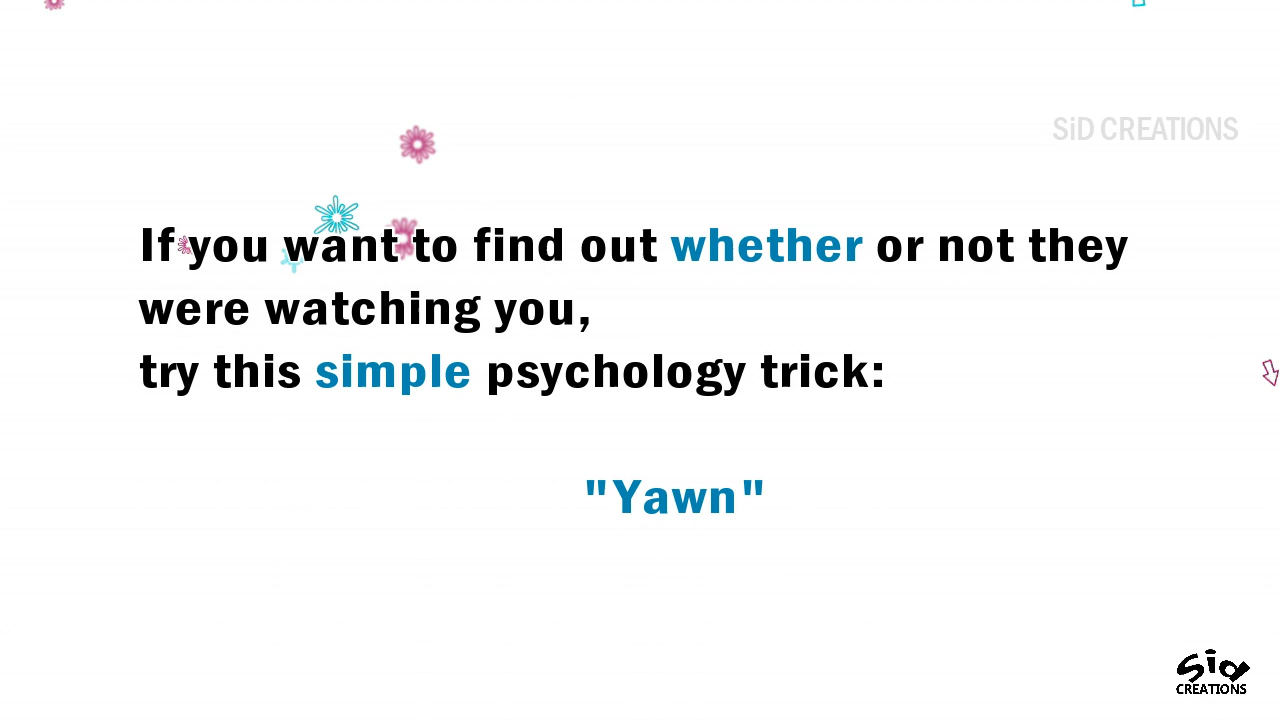 SiD CREATIONS
If you want to find out whether or not they
were watching you,
try this simple psychology trick:
"Yawn"
Sid
CREATIONS